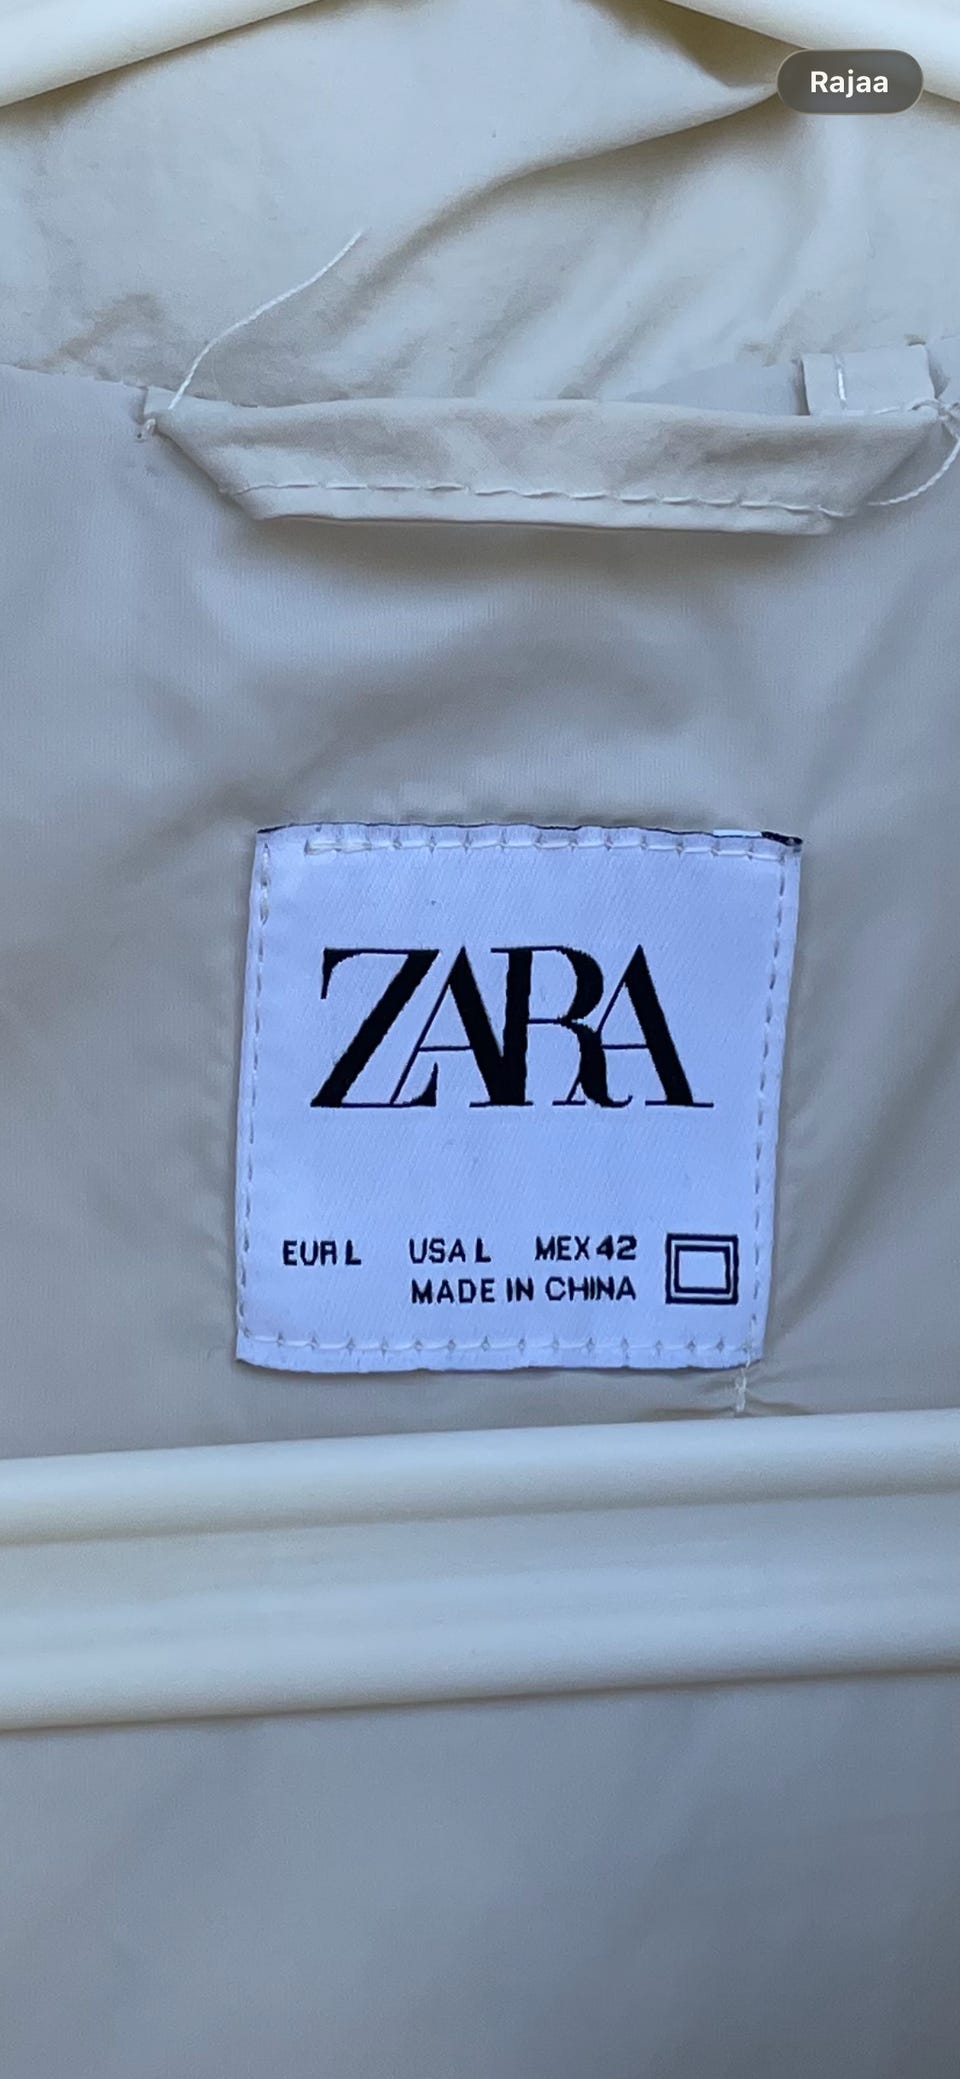 Rajaa
ZARA
EUR L USA L MEX 42
MADE IN CHINA